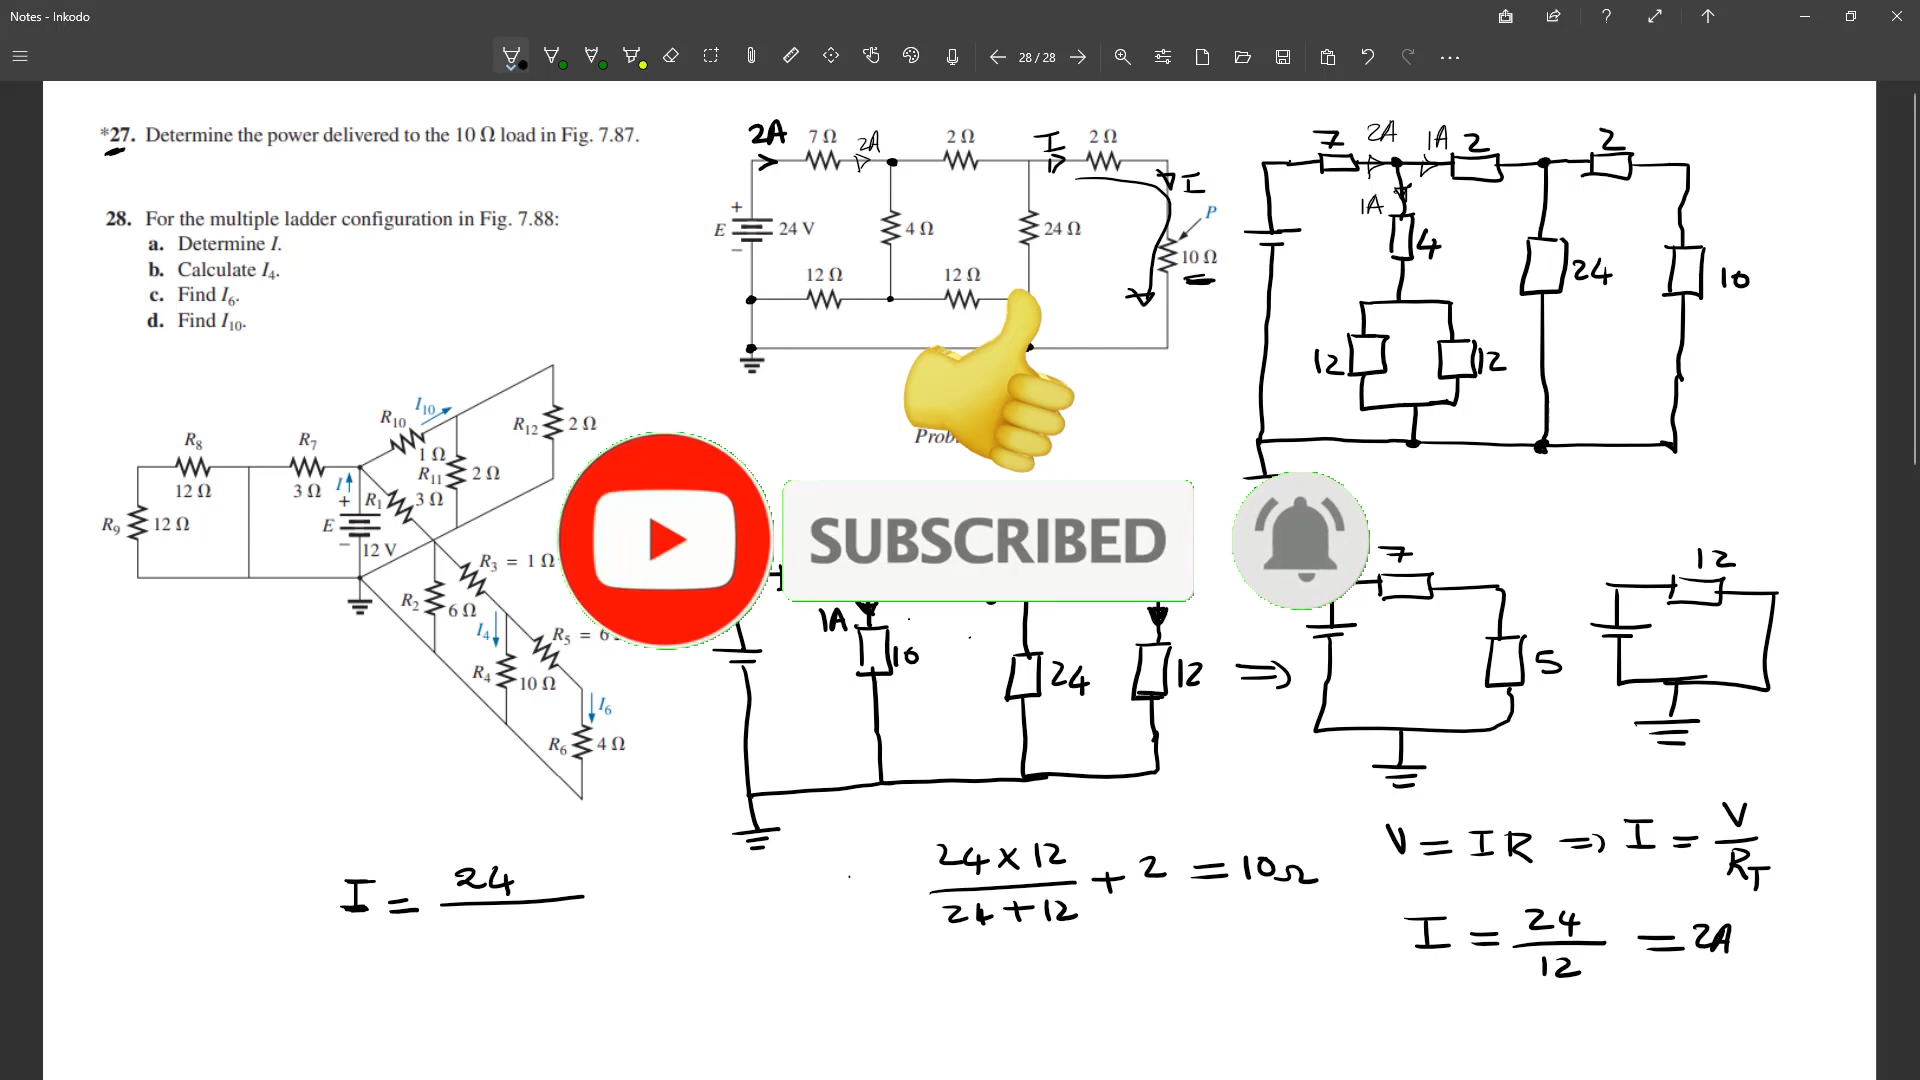 Notes - Inkodo
28 / 28
*27. Determine the power delivered to the 10 Ω load in Fig. 7.87.
28. For the multiple ladder configuration in Fig. 7.88:
a. Determine I.
b. Calculate I4.
c. Find I6.
d. Find I10.
2A
7 Ω
2A
2 Ω
I
2 Ω
I
P
+
E
24 V
−
4 Ω
24 Ω
10 Ω
12 Ω
12 Ω
Prob
7
2A
1A
2
2
1A
4
24
10
12
12
I10
R10
R12
2 Ω
R8
R7
1 Ω
R11
2 Ω
12 Ω
3 Ω
I
+
R1
3 Ω
R9
12 Ω
E
−
12 V
R3 = 1 Ω
R2
6 Ω
I4
R5 = 6
R4
10 Ω
I6
R6
4 Ω
SUBSCRIBED
1A
10
24
12
⇒
7
5
12
V = IR ⇒ I = V/RT
I = 24/12 = 2A
24 × 12
24 + 12
+ 2 = 10Ω
I = 24